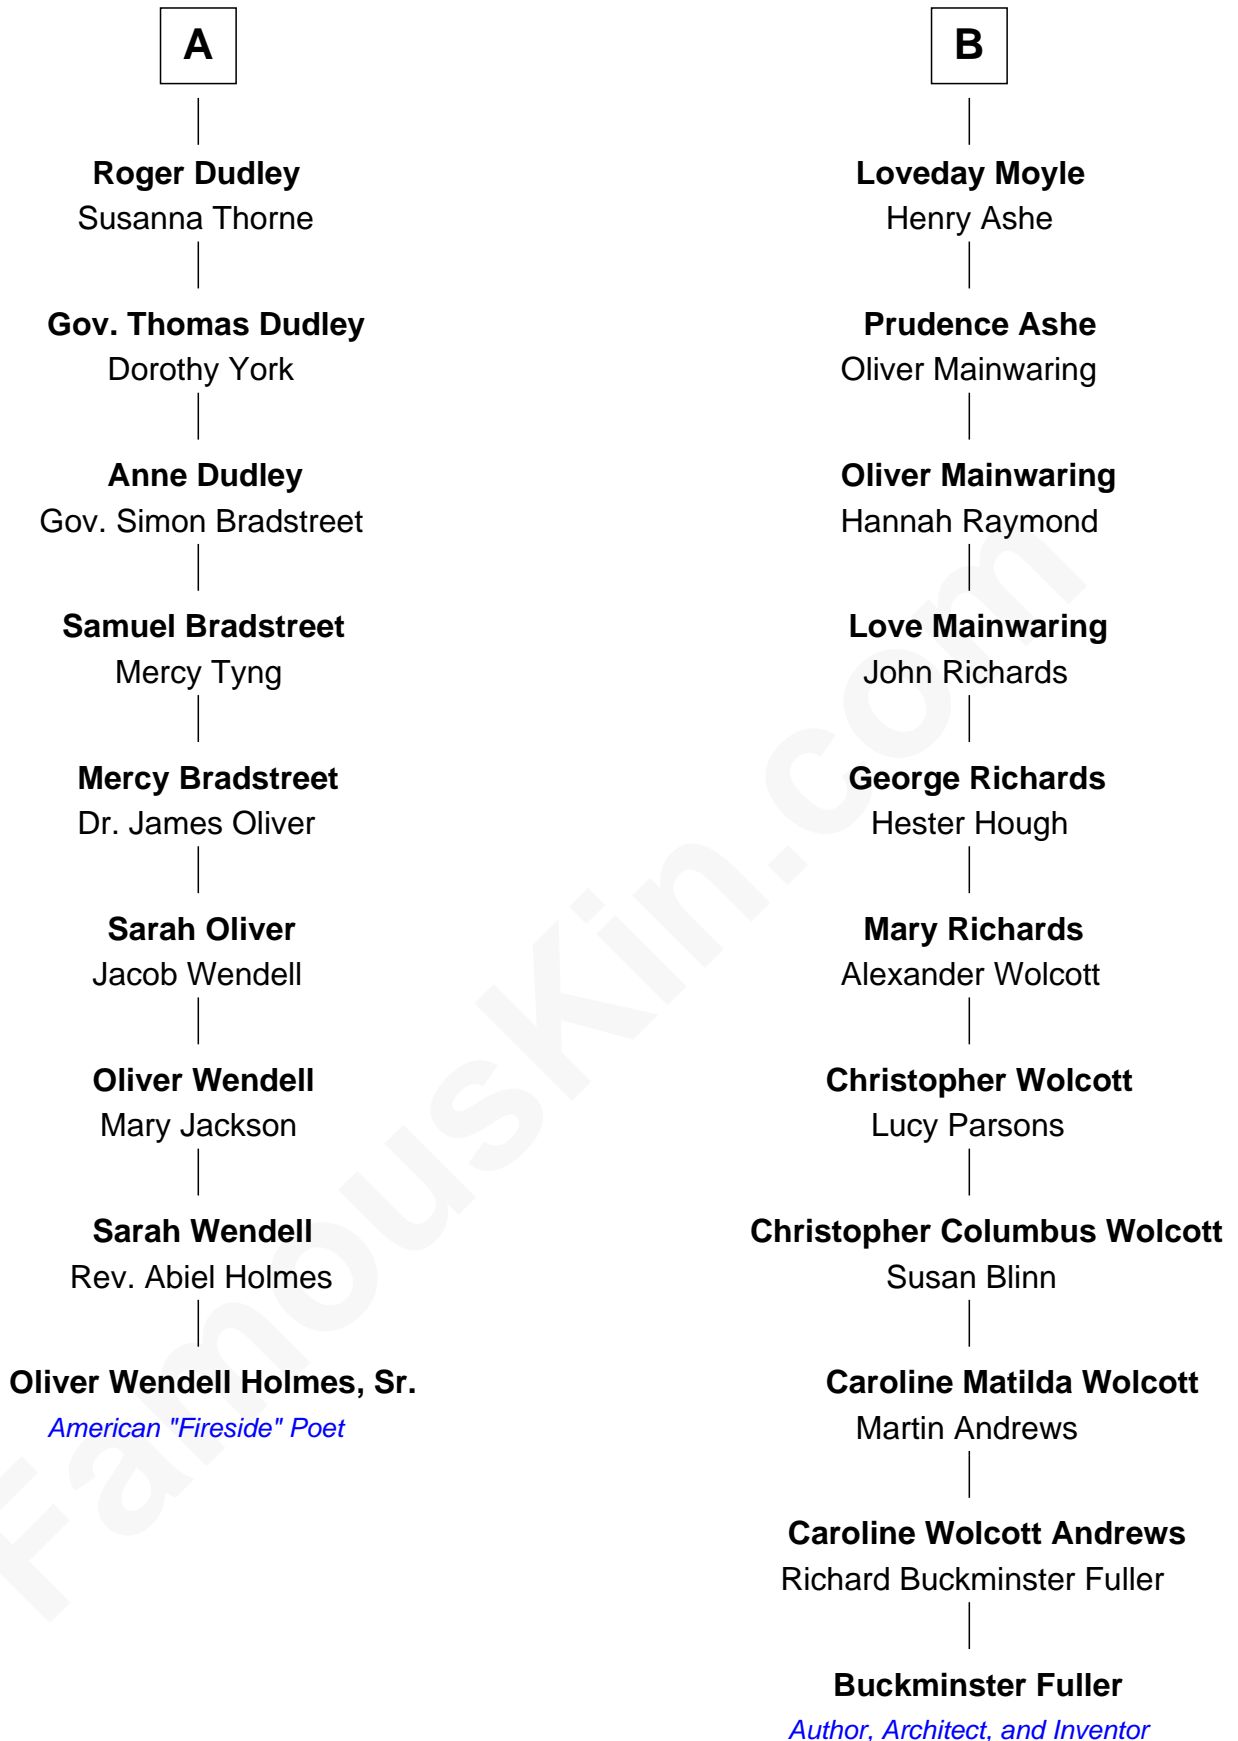 A
Roger Dudley
Susanna Thorne
Gov. Thomas Dudley
Dorothy York
Anne Dudley
Gov. Simon Bradstreet
Samuel Bradstreet
Mercy Tyng
Mercy Bradstreet
Dr. James Oliver
Sarah Oliver
Jacob Wendell
Oliver Wendell
Mary Jackson
Sarah Wendell
Rev. Abiel Holmes
Oliver Wendell Holmes, Sr.
American "Fireside" Poet
B
Loveday Moyle
Henry Ashe
Prudence Ashe
Oliver Mainwaring
Oliver Mainwaring
Hannah Raymond
Love Mainwaring
John Richards
George Richards
Hester Hough
Mary Richards
Alexander Wolcott
Christopher Wolcott
Lucy Parsons
Christopher Columbus Wolcott
Susan Blinn
Caroline Matilda Wolcott
Martin Andrews
Caroline Wolcott Andrews
Richard Buckminster Fuller
Buckminster Fuller
Author, Architect, and Inventor
FamousKin.com